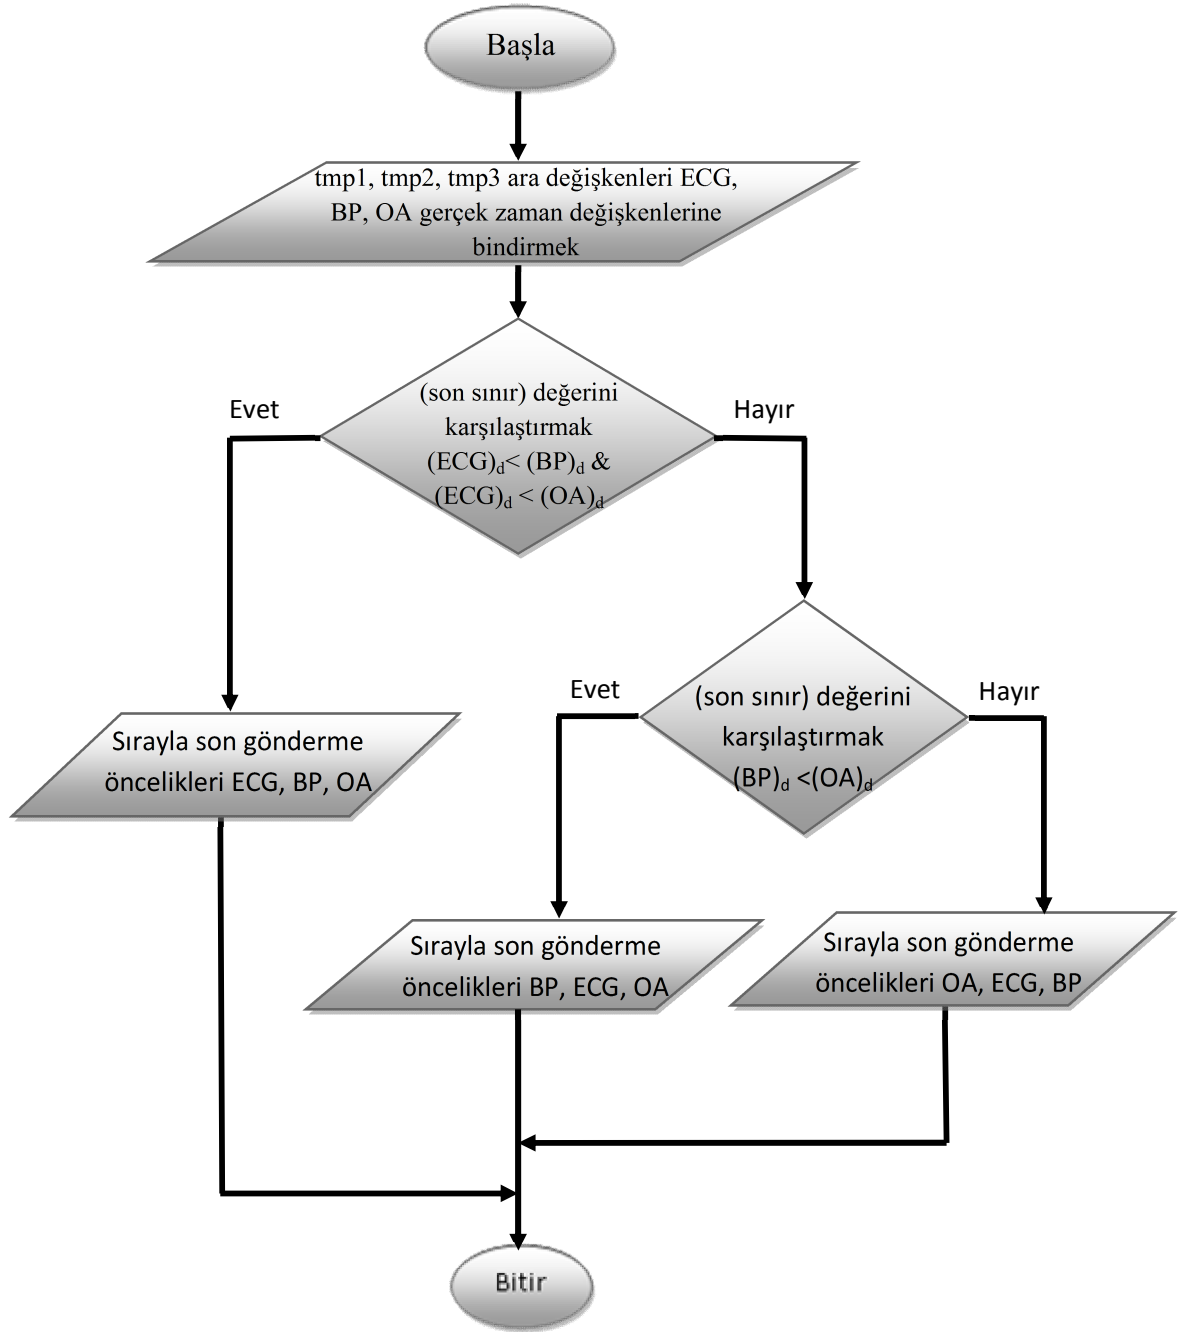 Başla
tmp1, tmp2, tmp3 ara değişkenleri ECG,
BP, OA gerçek zaman değişkenlerine
bindirmek
(son sınır) değerini
karşılaştırmak
(ECG)d< (BP)d &
(ECG)d < (OA)d
Evet
Hayır
(son sınır) değerini
karşılaştırmak
(BP)d <(OA)d
Evet
Hayır
Sırayla son gönderme
öncelikleri ECG, BP, OA
Sırayla son gönderme
öncelikleri BP, ECG, OA
Sırayla son gönderme
öncelikleri OA, ECG, BP
Bitir